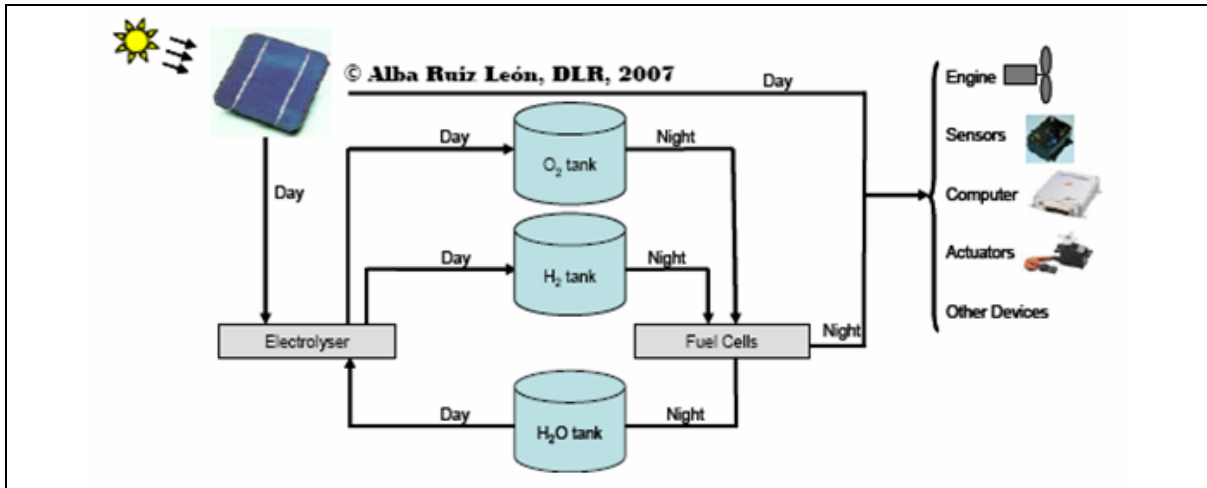 © Alba Ruiz León, DLR, 2007
Day
Engine
Day
O₂ tank
Night
Sensors
Day
Computer
Day
H₂ tank
Night
Actuators
Other Devices
Electrolyser
Fuel Cells
Night
Day
H₂O tank
Night